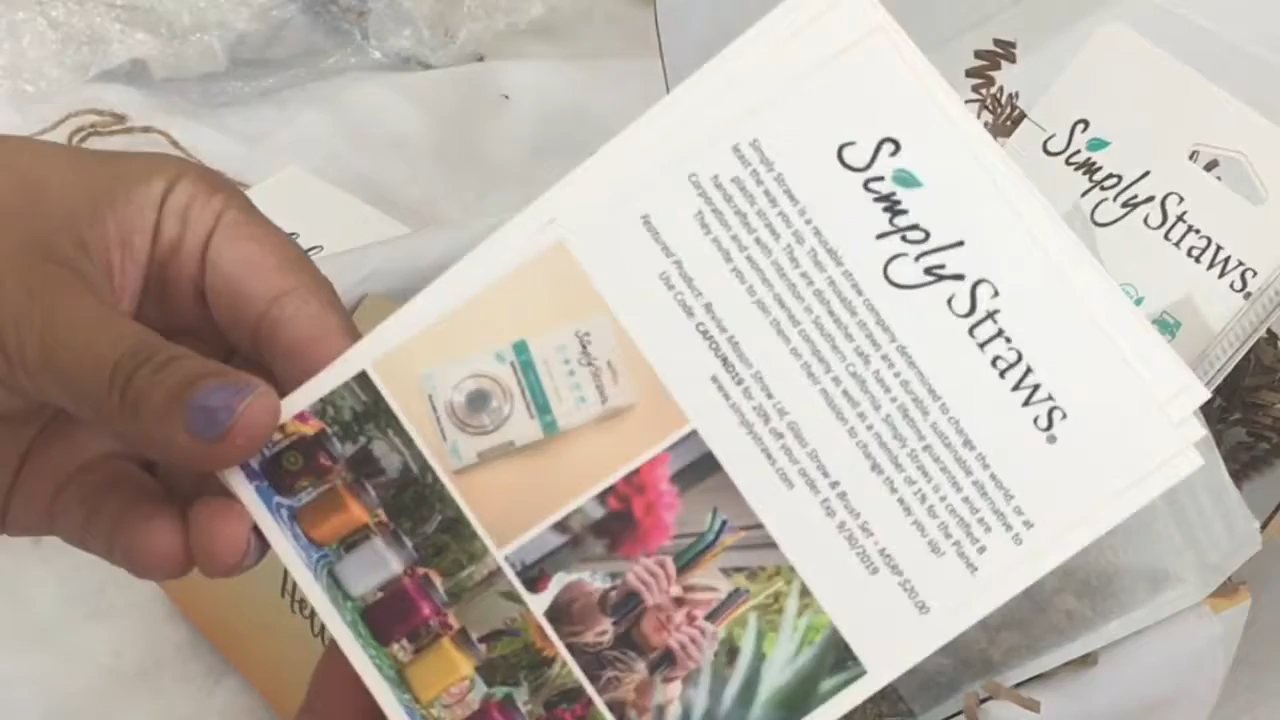 Simply Straws.
Simply Straws is a reusable straw company determined to change the world, or at
least the way you sip. Their reusable straws are a durable, sustainable alternative to
plastic straws. They are dishwasher safe, have a lifetime guarantee and are
handcrafted with intention in Southern California. Simply Straws is a certified B
Corporation and women-owned company as well as a member of 1% for the Planet.
They invite you to join them on their mission to change the way you sip!
Featured Product: Revive Mason Straw Lid, Glass Straw & Brush Set - MSRP $20.00
Use Code: CAFOUND19 for 20% off your order. Exp. 9/30/2019
www.simplystraws.com
Simply Straws
Simply Straws.
Hell